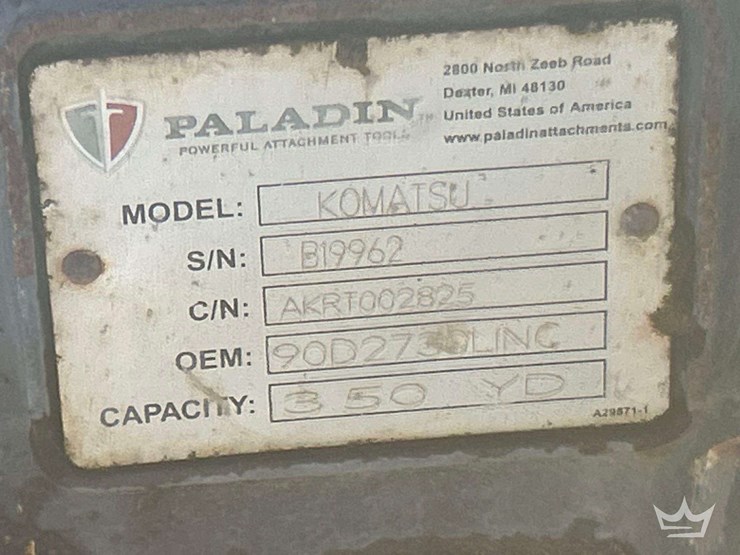 PALADIN
POWERFUL ATTACHMENT TOOLS
2800 North Zeeb Road
Dexter, MI 48130
United States of America
www.paladinattachments.com
MODEL: KOMATSU
S/N: B19962
C/N: AKRT002825
OEM:
CAPACITY: 3 50 YD
A29871-1